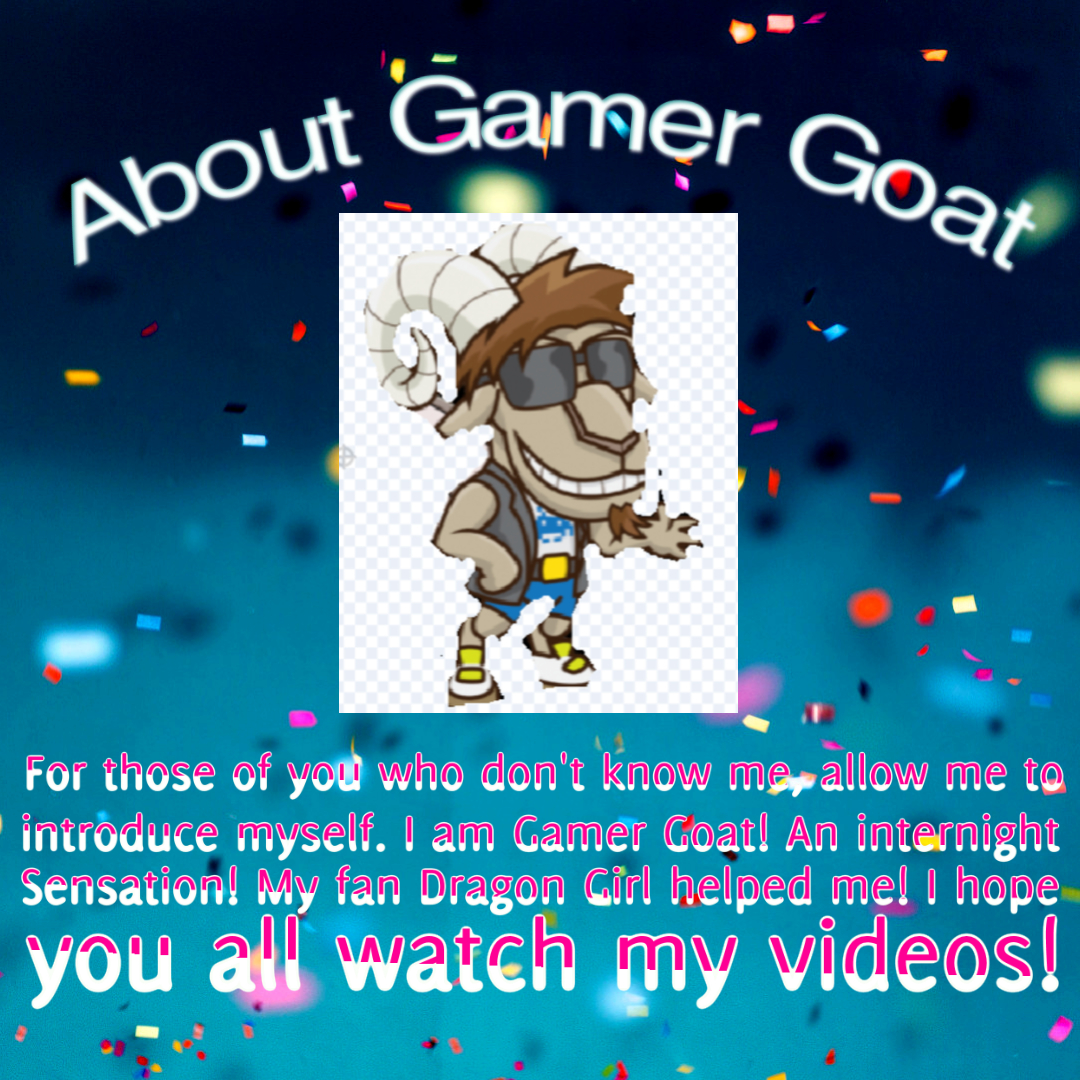 About Gamer Goat
For those of you who don't know me, allow me to
introduce myself. I am Gamer Goat! An internight
Sensation! My fan Dragon Girl helped me! I hope
you all watch my videos!